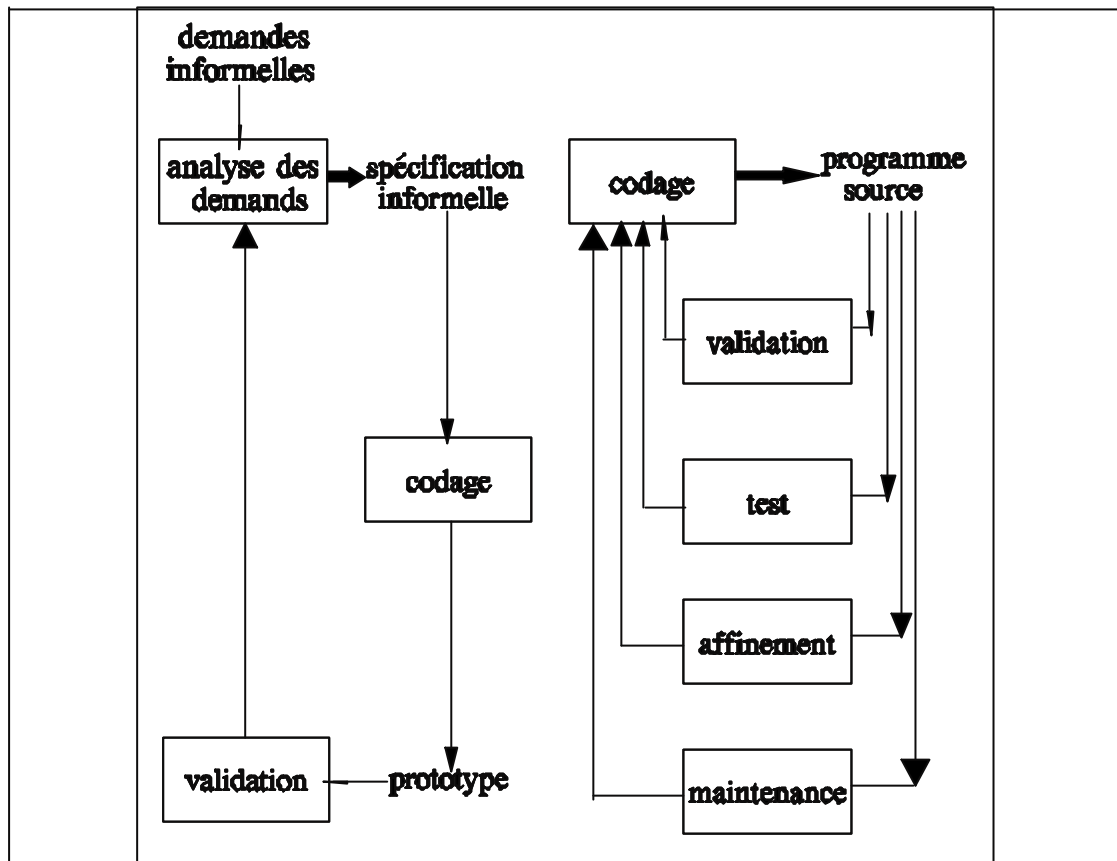 demandes
informelles
analyse des
demands
spécification
informelle
codage
prototype
validation
codage
programme
source
validation
test
affinement
maintenance